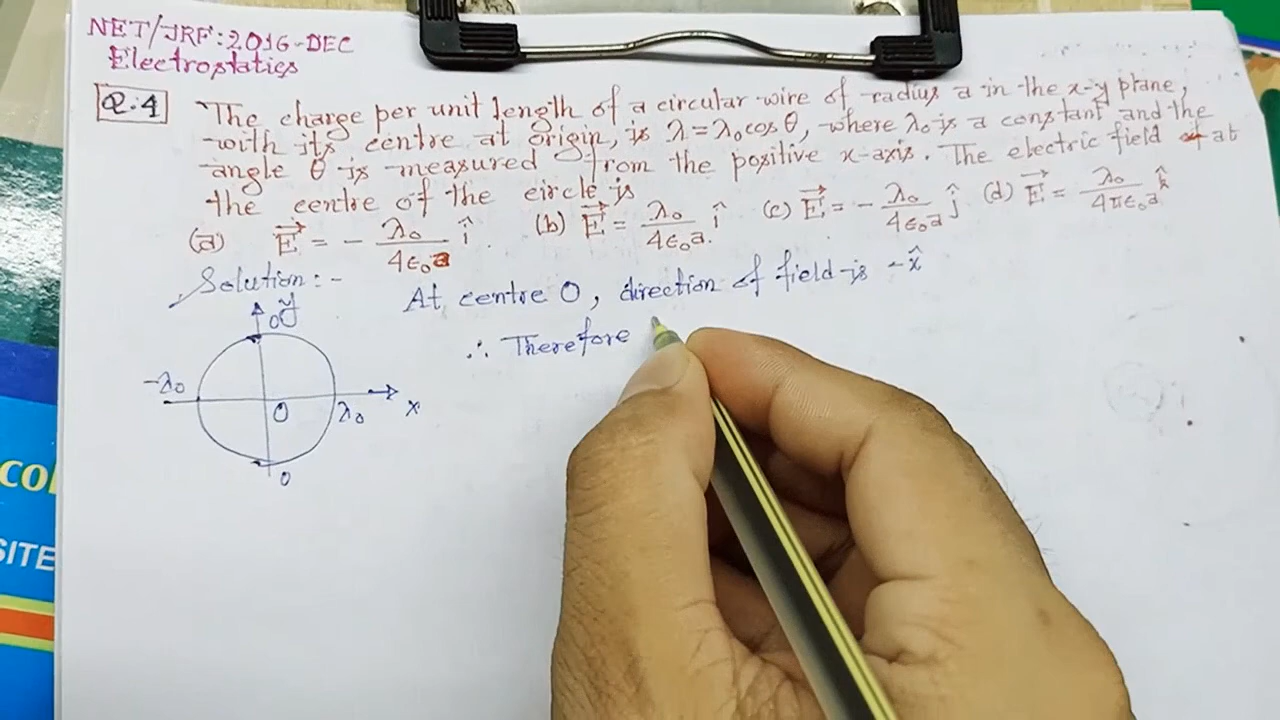 NET/JRF:2016-DEC
Electrostatics
Q.4 The charge per unit length of a circular wire of radius a in the x-y plane,
with its centre at origin, is λ=λ₀cosθ, where λ₀ is a constant and the
angle θ is measured from the positive x-axis. The electric field at
the centre of the circle is
(a) E⃗ = - λ₀/4ε₀a î (b) E⃗ = λ₀/4ε₀a. î (c) E⃗ = - λ₀/4ε₀a ĵ (d) E⃗ = λ₀/4πε₀a k̂
Solution:-
At centre O, direction of field is -x̂
∴ Therefore
y
0
-λ₀
O
λ₀
x
0
col
SITE